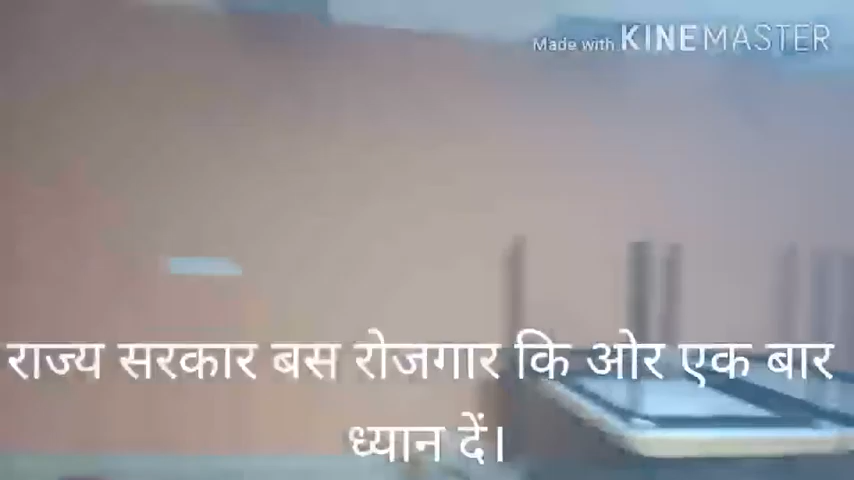 Made with KINEMASTER
राज्य सरकार बस रोजगार कि ओर एक बार
ध्यान दें।